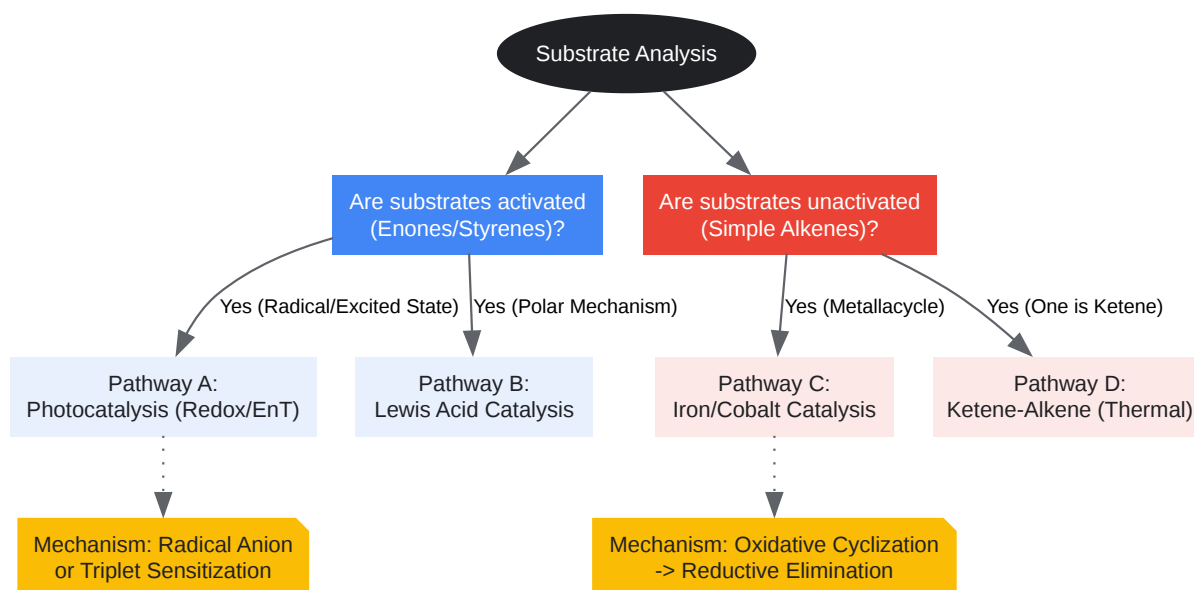 Substrate Analysis
Are substrates activated
(Enones/Styrenes)?
Are substrates unactivated
(Simple Alkenes)?
Yes (Radical/Excited State)
Yes (Polar Mechanism)
Yes (Metallacycle)
Yes (One is Ketene)
Pathway A:
Photocatalysis (Redox/EnT)
Pathway B:
Lewis Acid Catalysis
Pathway C:
Iron/Cobalt Catalysis
Pathway D:
Ketene-Alkene (Thermal)
Mechanism: Radical Anion
or Triplet Sensitization
Mechanism: Oxidative Cyclization
-> Reductive Elimination